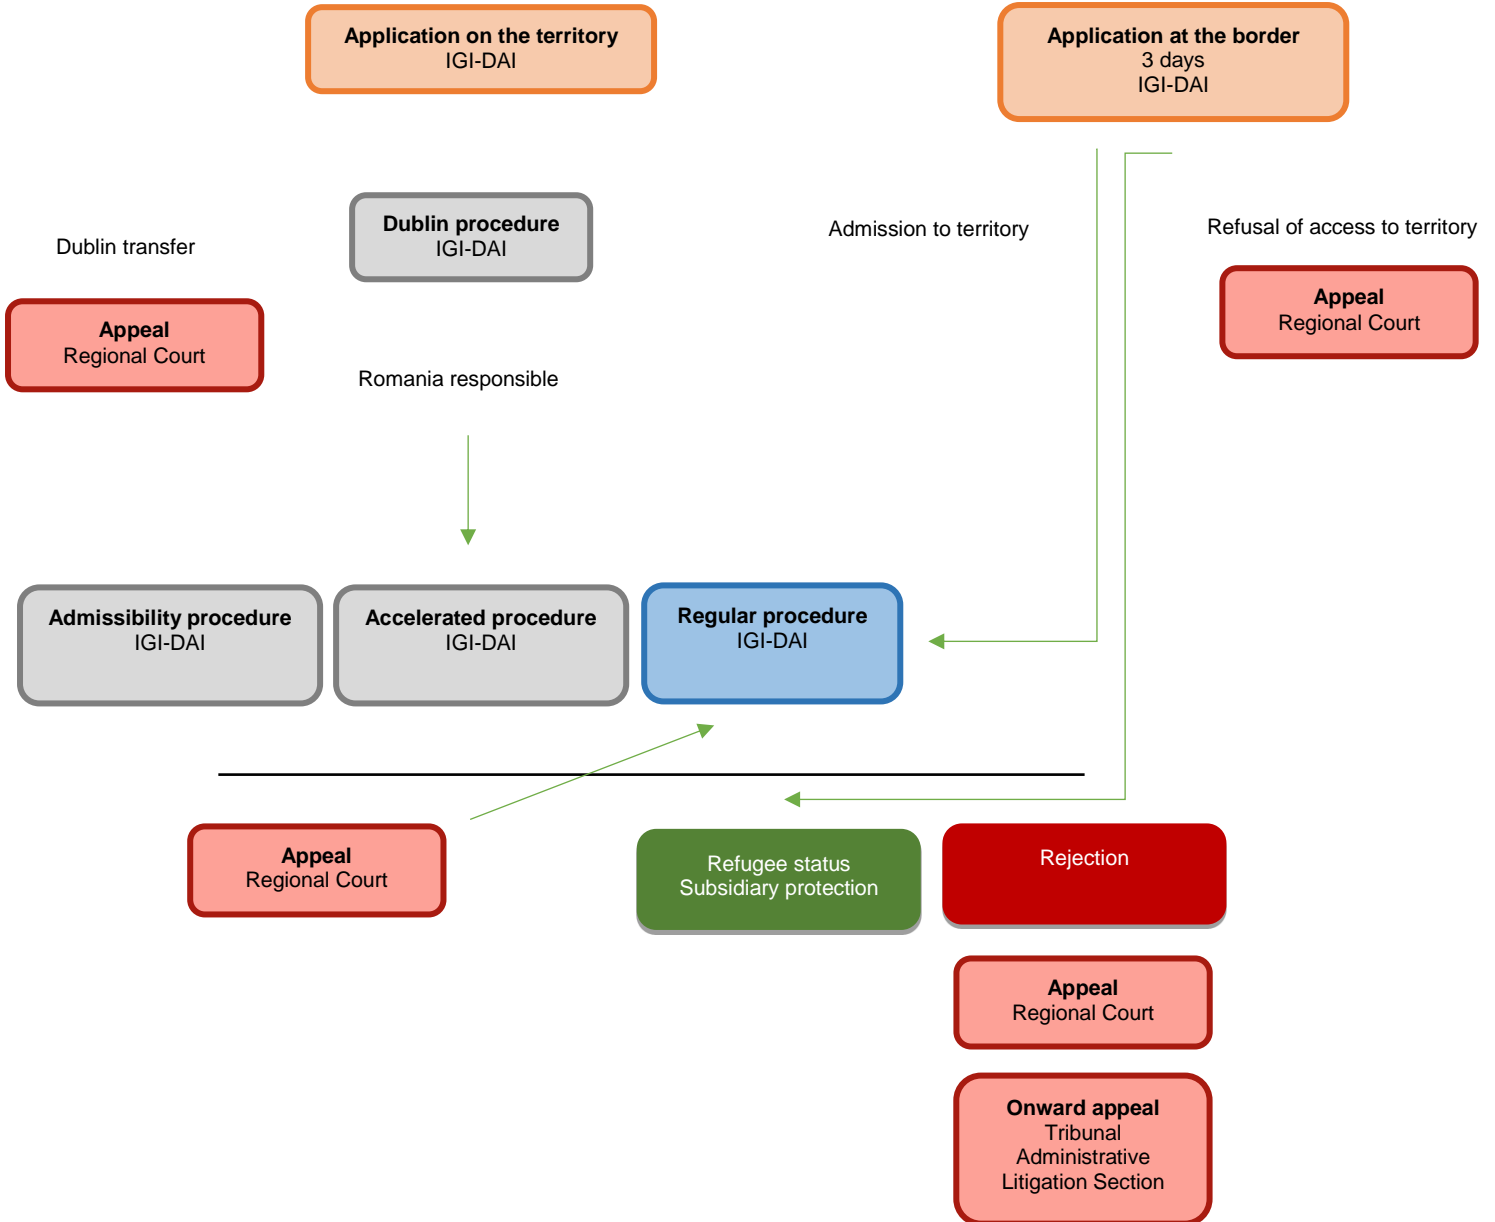 Application on the territory
IGI-DAI
Application at the border
3 days
IGI-DAI
Dublin procedure
IGI-DAI
Dublin transfer
Admission to territory
Refusal of access to territory
Appeal
Regional Court
Appeal
Regional Court
Romania responsible
Admissibility procedure
IGI-DAI
Accelerated procedure
IGI-DAI
Regular procedure
IGI-DAI
Appeal
Regional Court
Refugee status
Subsidiary protection
Rejection
Appeal
Regional Court
Onward appeal
Tribunal
Administrative
Litigation Section